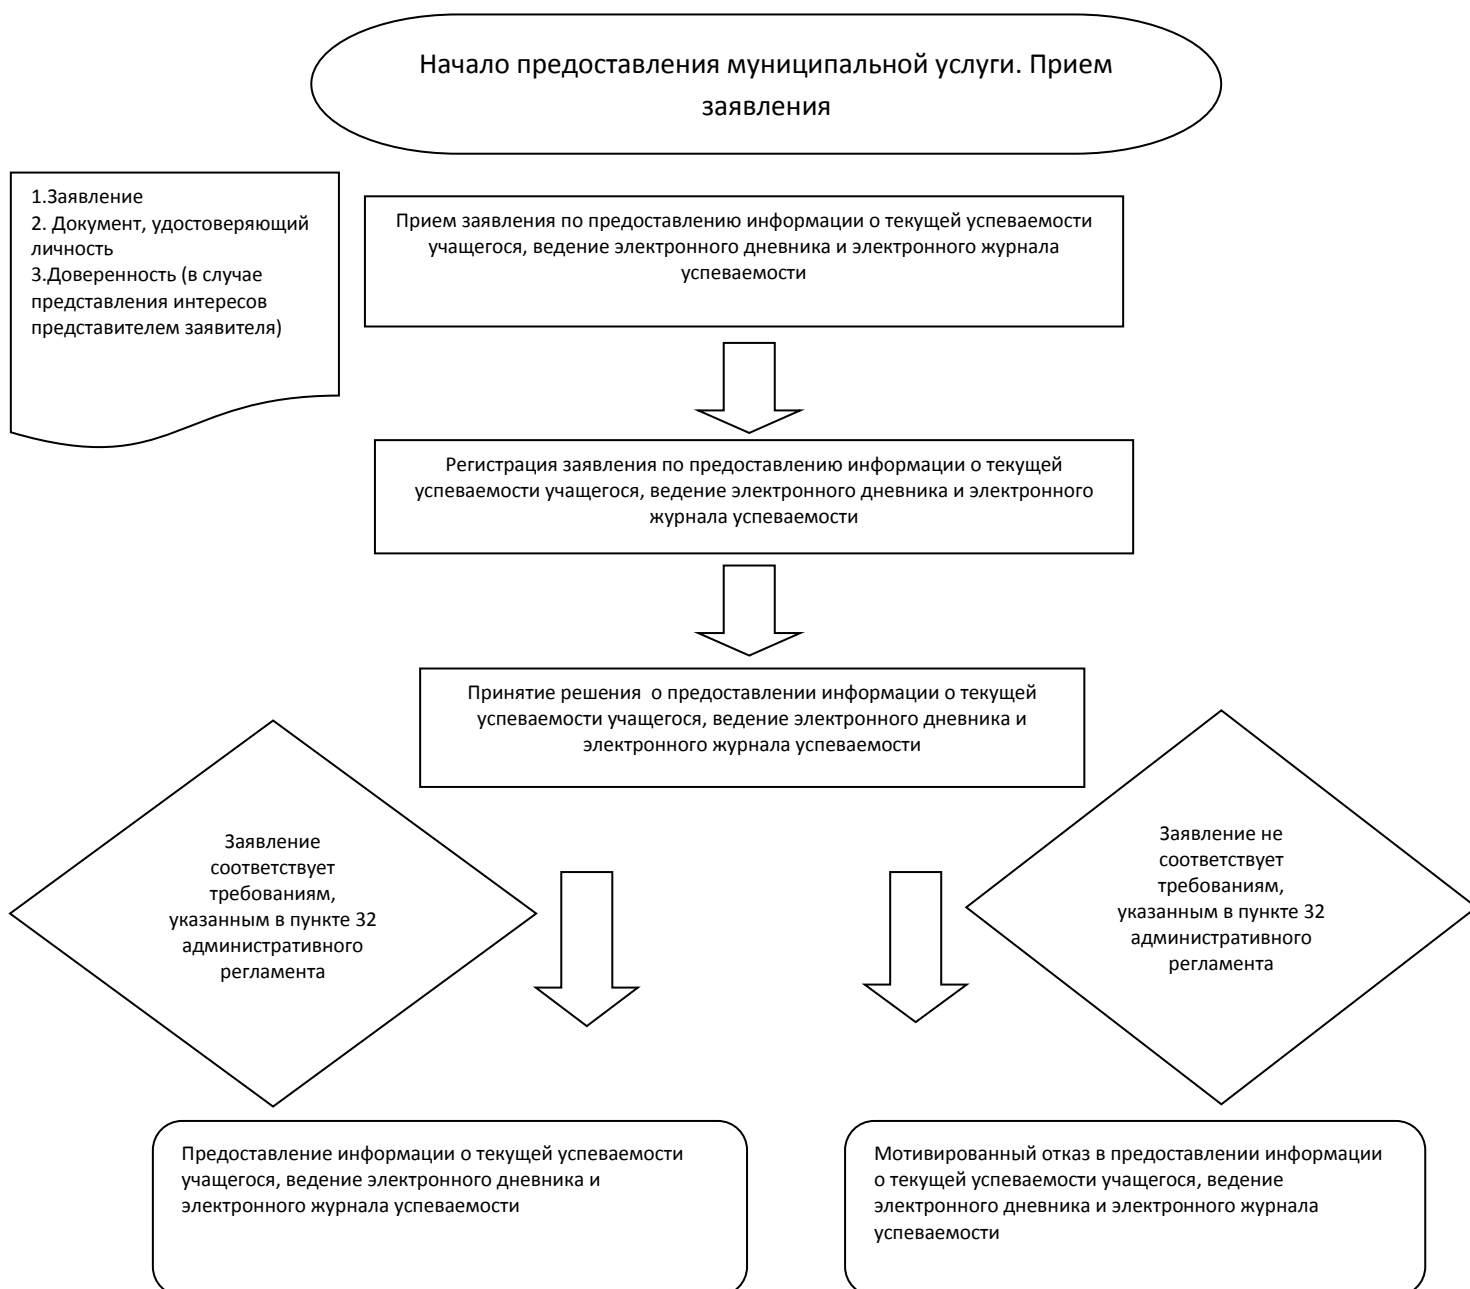 Начало предоставления муниципальной услуги. Прием
заявления
1.Заявление
2. Документ, удостоверяющий
личность
3.Доверенность (в случае
представления интересов
представителем заявителя)
Прием заявления по предоставлению информации о текущей успеваемости
учащегося, ведение электронного дневника и электронного журнала
успеваемости
Регистрация заявления по предоставлению информации о текущей
успеваемости учащегося, ведение электронного дневника и электронного
журнала успеваемости
Принятие решения  о предоставлении информации о текущей
успеваемости учащегося, ведение электронного дневника и
электронного журнала успеваемости
Заявление
соответствует
требованиям,
указанным в пункте 32
административного
регламента
Заявление не
соответствует
требованиям,
указанным в пункте 32
административного
регламента
Предоставление информации о текущей успеваемости
учащегося, ведение электронного дневника и
электронного журнала успеваемости
Мотивированный отказ в предоставлении информации
о текущей успеваемости учащегося, ведение
электронного дневника и электронного журнала
успеваемости